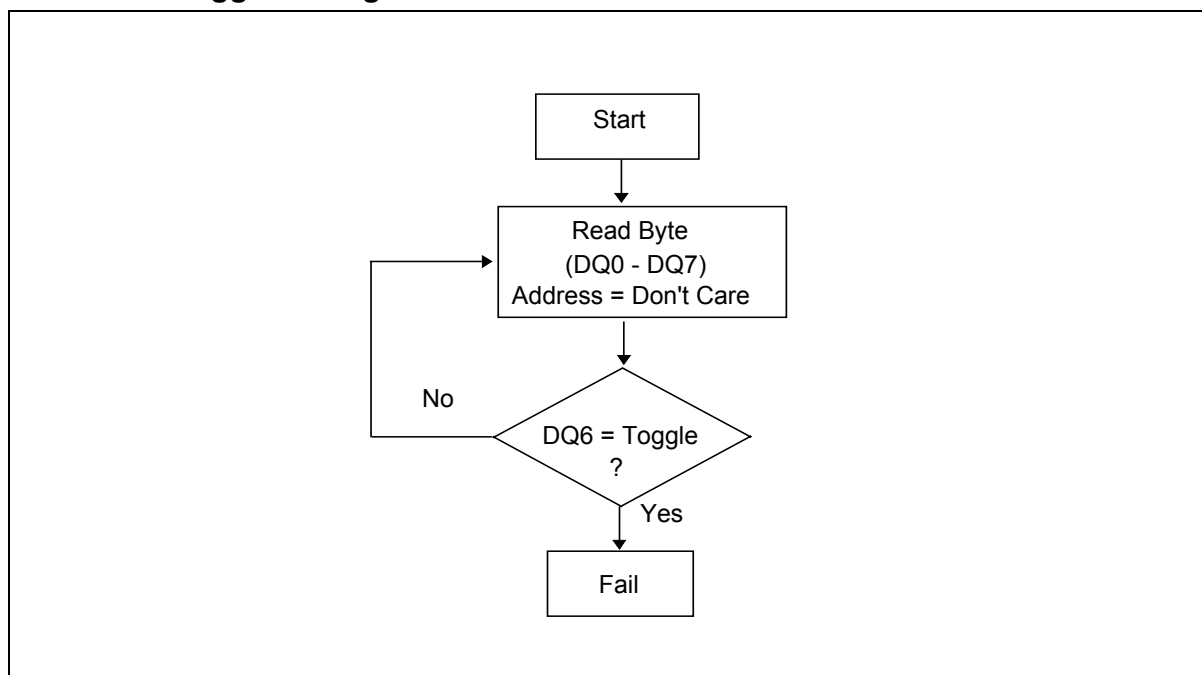 Start
Read Byte
(DQ0 - DQ7)
Address = Don't Care
No
DQ6 = Toggle
?
Yes
Fail